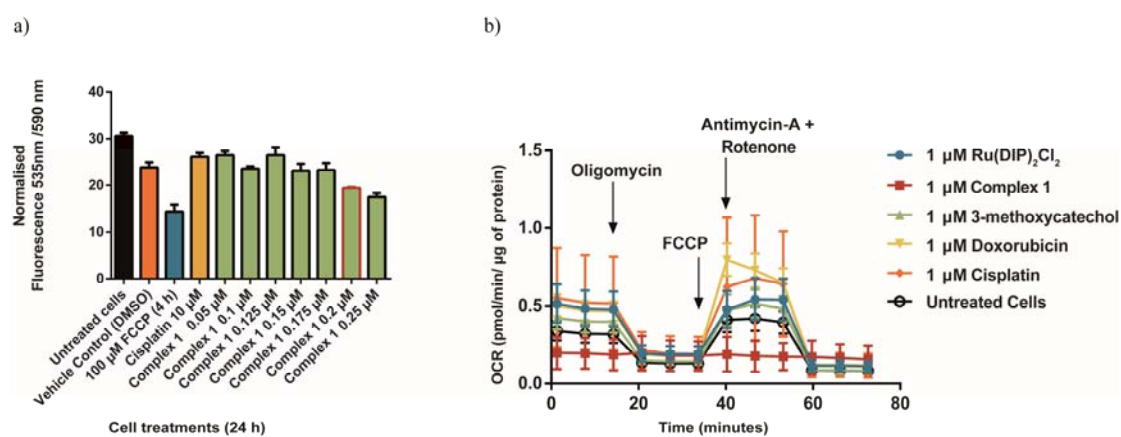 a)
b)
Normalised
Fluorescence 535nm /590 nm
40
30
20
10
0
Untreated cells
Vehicle Control (DMSO)
100 µM FCCP (4 h)
Cisplatin 10 µM
Complex 1 0.05 µM
Complex 1 0.1 µM
Complex 1 0.125 µM
Complex 1 0.15 µM
Complex 1 0.175 µM
Complex 1 0.2 µM
Complex 1 0.25 µM
Cell treatments (24 h)
OCR (pmol/min/ µg of protein)
1.5
1.0
0.5
0.0
0
20
40
60
80
Time (minutes)
Oligomycin
FCCP
Antimycin-A +
Rotenone
1 µM Ru(DIP)₂Cl₂
1 µM Complex 1
1 µM 3-methoxycatechol
1 µM Doxorubicin
1 µM Cisplatin
Untreated Cells